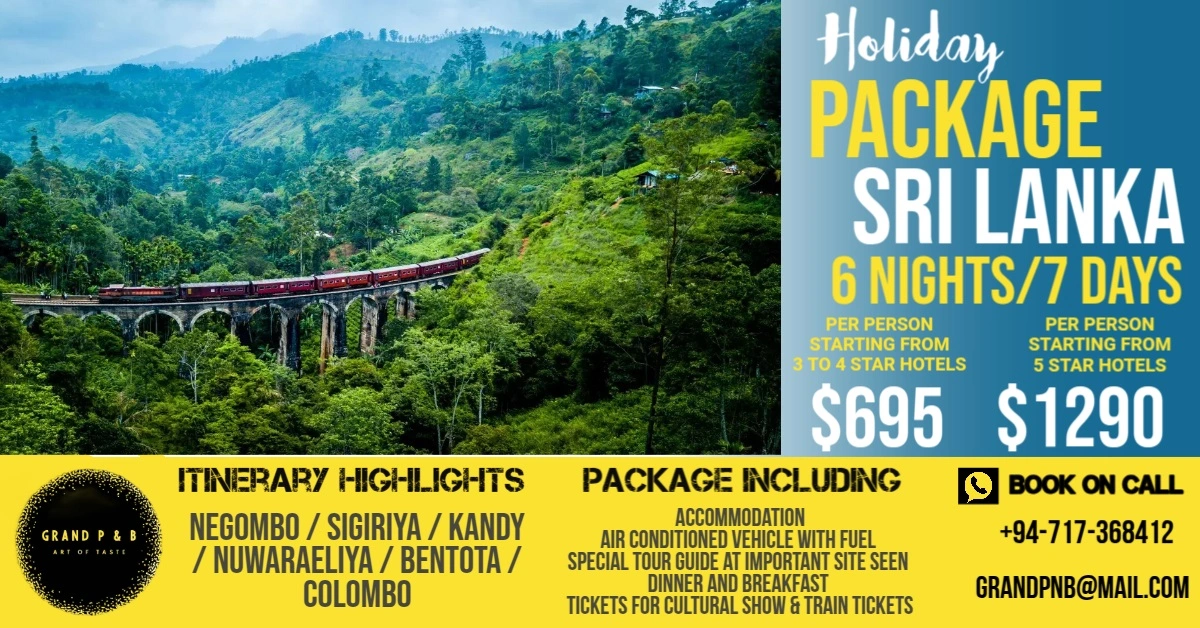 Holiday
PACKAGE
SRI LANKA
6 NIGHTS/7 DAYS
PER PERSON
STARTING FROM
3 TO 4 STAR HOTELS
$695
PER PERSON
STARTING FROM
5 STAR HOTELS
$1290
GRAND P & B
ART OF TASTE
ITINERARY HIGHLIGHTS
NEGOMBO / SIGIRIYA / KANDY
/ NUWARAELIYA / BENTOTA /
COLOMBO
PACKAGE INCLUDING
ACCOMMODATION
AIR CONDITIONED VEHICLE WITH FUEL
SPECIAL TOUR GUIDE AT IMPORTANT SITE SEEN
DINNER AND BREAKFAST
TICKETS FOR CULTURAL SHOW & TRAIN TICKETS
BOOK ON CALL
+94-717-368412
GRANDPNB@MAIL.COM